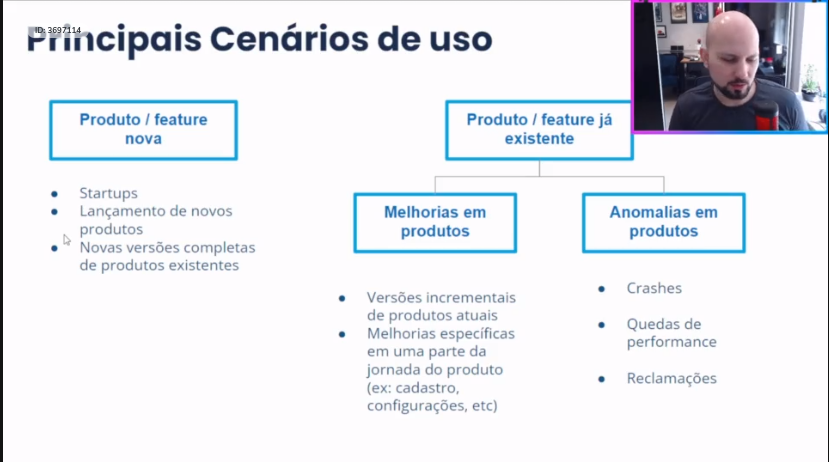 ID: 3697114
Principais Cenários de uso
Produto / feature
nova
Startups
Lançamento de novos
produtos
Novas versões completas
de produtos existentes
Produto / feature já
existente
Melhorias em
produtos
Versões incrementais
de produtos atuais
Melhorias específicas
em uma parte da
jornada do produto
(ex: cadastro,
configurações, etc)
Anomalias em
produtos
Crashes
Quedas de
performance
Reclamações